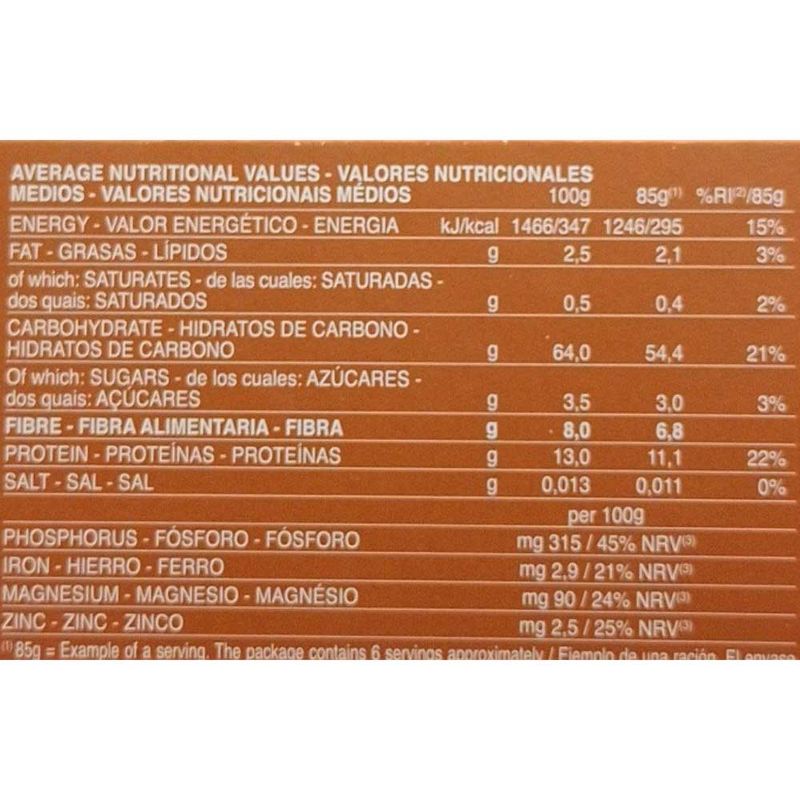 AVERAGE NUTRITIONAL VALUES - VALORES NUTRICIONALES
MEDIOS - VALORES NUTRICIONAIS MÉDIOS 100g 85g(1) %RI(2)/85g
ENERGY - VALOR ENERGÉTICO - ENERGIA kJ/kcal 1466/347 1246/295 15%
FAT - GRASAS - LÍPIDOS g 2,5 2,1 3%
of which: SATURATES - de las cuales: SATURADAS -
dos quais: SATURADOS g 0,5 0,4 2%
CARBOHYDRATE - HIDRATOS DE CARBONO -
HIDRATOS DE CARBONO g 64,0 54,4 21%
Of which: SUGARS - de los cuales: AZÚCARES -
dos quais: AÇÚCARES g 3,5 3,0 3%
FIBRE - FIBRA ALIMENTARIA - FIBRA g 8,0 6,8
PROTEIN - PROTEÍNAS - PROTEÍNAS g 13,0 11,1 22%
SALT - SAL - SAL g 0,013 0,011 0%
per 100g
PHOSPHORUS - FÓSFORO - FÓSFORO mg 315 / 45% NRV(3)
IRON - HIERRO - FERRO mg 2,9 / 21% NRV(3)
MAGNESIUM - MAGNESIO - MAGNÉSIO mg 90 / 24% NRV(3)
ZINC - ZINC - ZINCO mg 2,5 / 25% NRV(3)
(1) 85g = Example of a serving. The package contains 6 servings approximately / Ejemplo de una ración. El envase